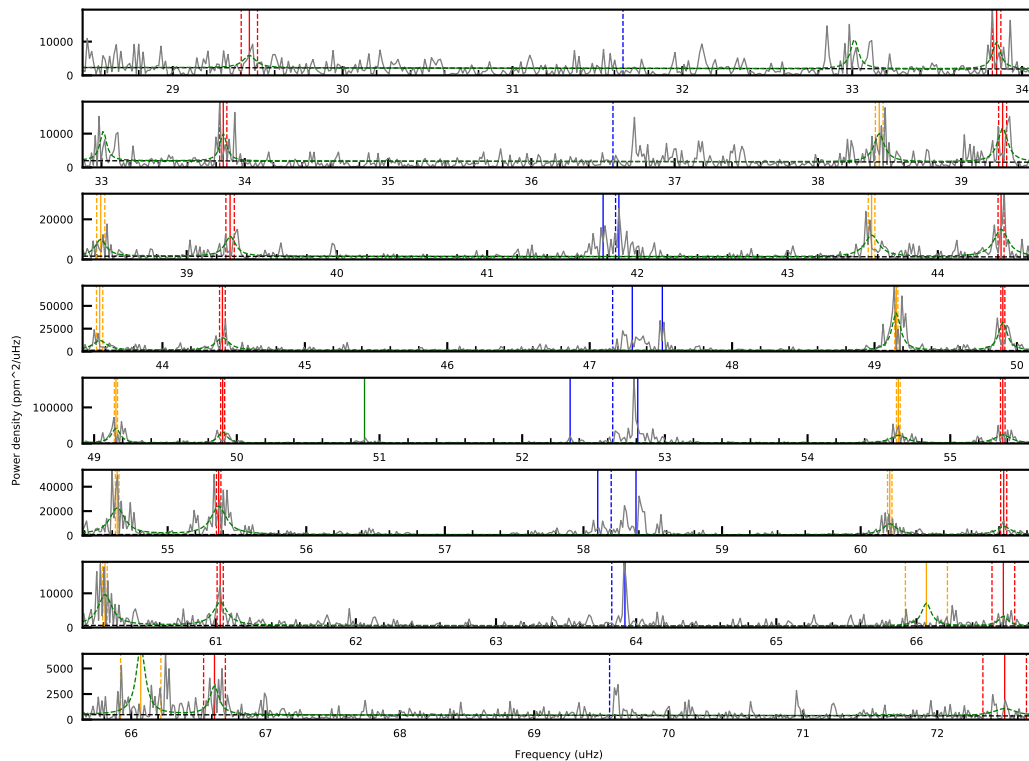 10000
0
29 30 31 32 33 34
10000
0
33 34 35 36 37 38 39
20000
0
39 40 41 42 43 44
50000
25000
0
44 45 46 47 48 49 50
100000
0
49 50 51 52 53 54 55
40000
20000
0
55 56 57 58 59 60 61
10000
0
61 62 63 64 65 66
5000
2500
0
66 67 68 69 70 71 72
Power density (ppm^2/uHz)
Frequency (uHz)